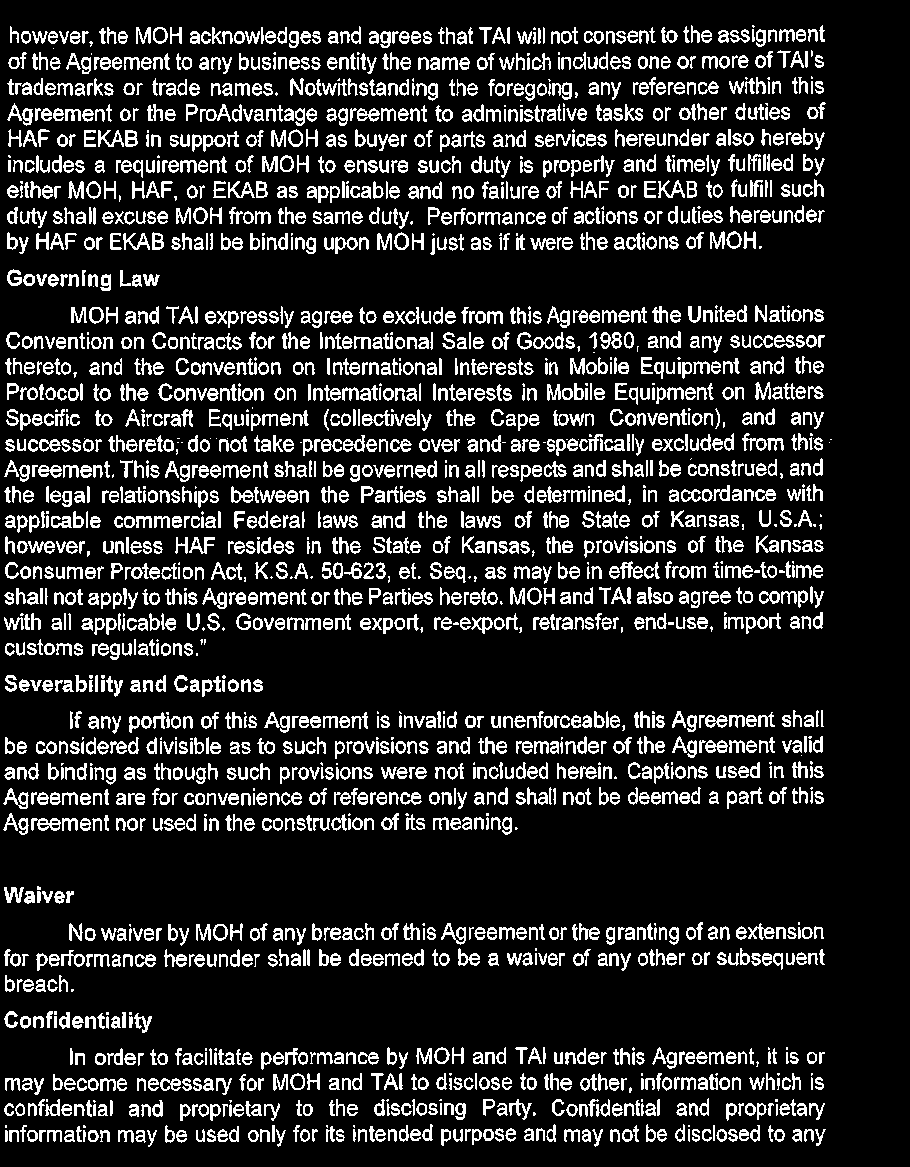 however, the MOH acknowledges and agrees that TAI will not consent to the assignment
of the Agreement to any business entity the name of which includes one or more of TAI's
trademarks or trade names. Notwithstanding the foregoing, any reference within this
Agreement or the ProAdvantage agreement to administrative tasks or other duties of
HAF or EKAB in support of MOH as buyer of parts and services hereunder also hereby
includes a requirement of MOH to ensure such duty is properly and timely fulfilled by
either MOH, HAF, or EKAB as applicable and no failure of HAF or EKAB to fulfill such
duty shall excuse MOH from the same duty. Performance of actions or duties hereunder
by HAF or EKAB shall be binding upon MOH just as if it were the actions of MOH.
Governing Law
MOH and TAI expressly agree to exclude from this Agreement the United Nations
Convention on Contracts for the International Sale of Goods, 1980, and any successor
thereto, and the Convention on International Interests in Mobile Equipment and the
Protocol to the Convention on International Interests in Mobile Equipment on Matters
Specific to Aircraft Equipment (collectively the Cape town Convention), and any
successor thereto, do not take precedence over and are specifically excluded from this
Agreement. This Agreement shall be governed in all respects and shall be construed, and
the legal relationships between the Parties shall be determined, in accordance with
applicable commercial Federal laws and the laws of the State of Kansas, U.S.A.;
however, unless HAF resides in the State of Kansas, the provisions of the Kansas
Consumer Protection Act, K.S.A. 50-623, et. Seq., as may be in effect from time-to-time
shall not apply to this Agreement or the Parties hereto. MOH and TAI also agree to comply
with all applicable U.S. Government export, re-export, retransfer, end-use, import and
customs regulations."
Severability and Captions
If any portion of this Agreement is invalid or unenforceable, this Agreement shall
be considered divisible as to such provisions and the remainder of the Agreement valid
and binding as though such provisions were not included herein. Captions used in this
Agreement are for convenience of reference only and shall not be deemed a part of this
Agreement nor used in the construction of its meaning.
Waiver
No waiver by MOH of any breach of this Agreement or the granting of an extension
for performance hereunder shall be deemed to be a waiver of any other or subsequent
breach.
Confidentiality
In order to facilitate performance by MOH and TAI under this Agreement, it is or
may become necessary for MOH and TAI to disclose to the other, information which is
confidential and proprietary to the disclosing Party. Confidential and proprietary
information may be used only for its intended purpose and may not be disclosed to any